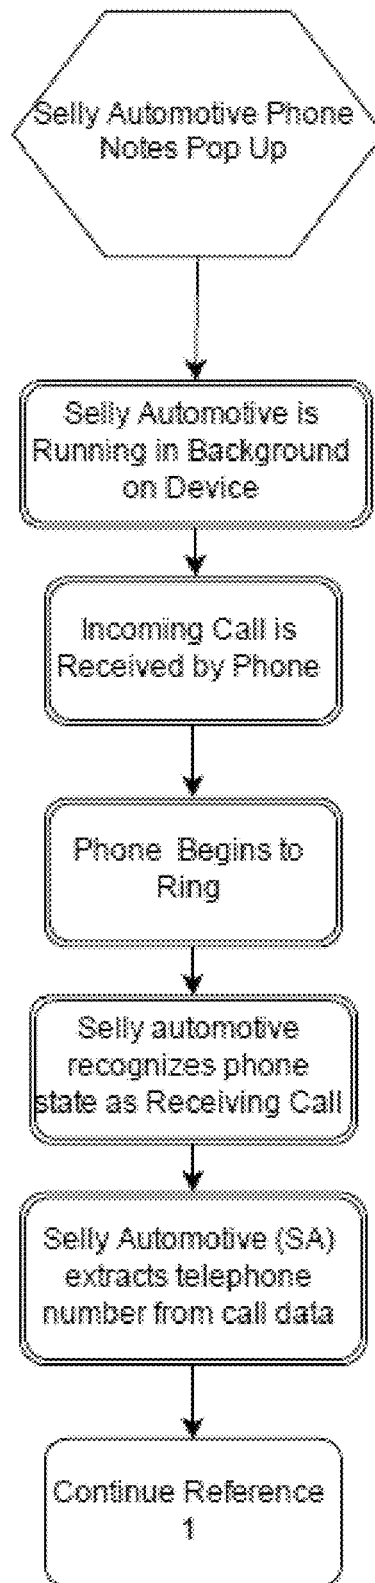 Selly Automotive Phone
Notes Pop Up
Selly Automotive is
Running in Background
on Device
Incoming Call is
Received by Phone
Phone Begins to
Ring
Selly automotive
recognizes phone
state as Receiving Call
Selly Automotive (SA)
extracts telephone
number from call data
Continue Reference
1